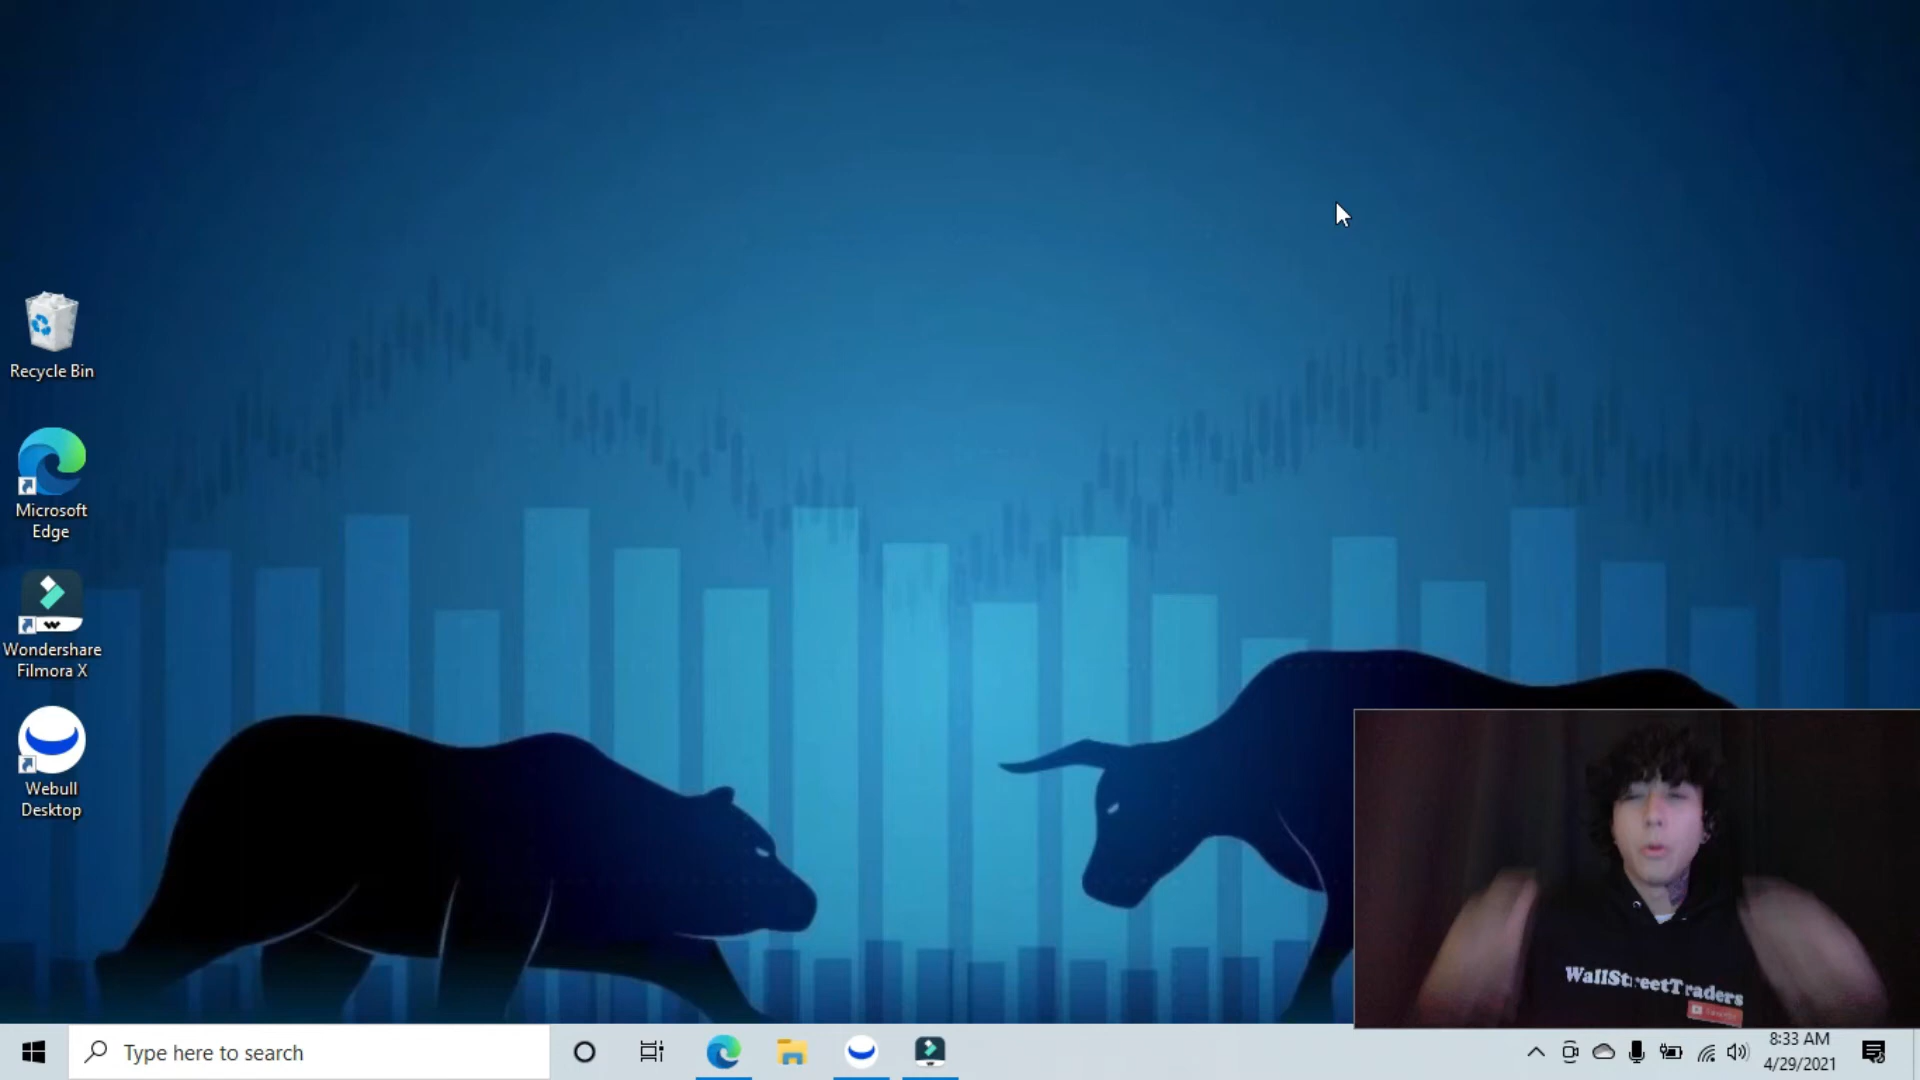 Recycle Bin
Microsoft
Edge
Wondershare
Filmora X
Webull
Desktop
WallStreetTraders
Type here to search
8:33 AM
4/29/2021